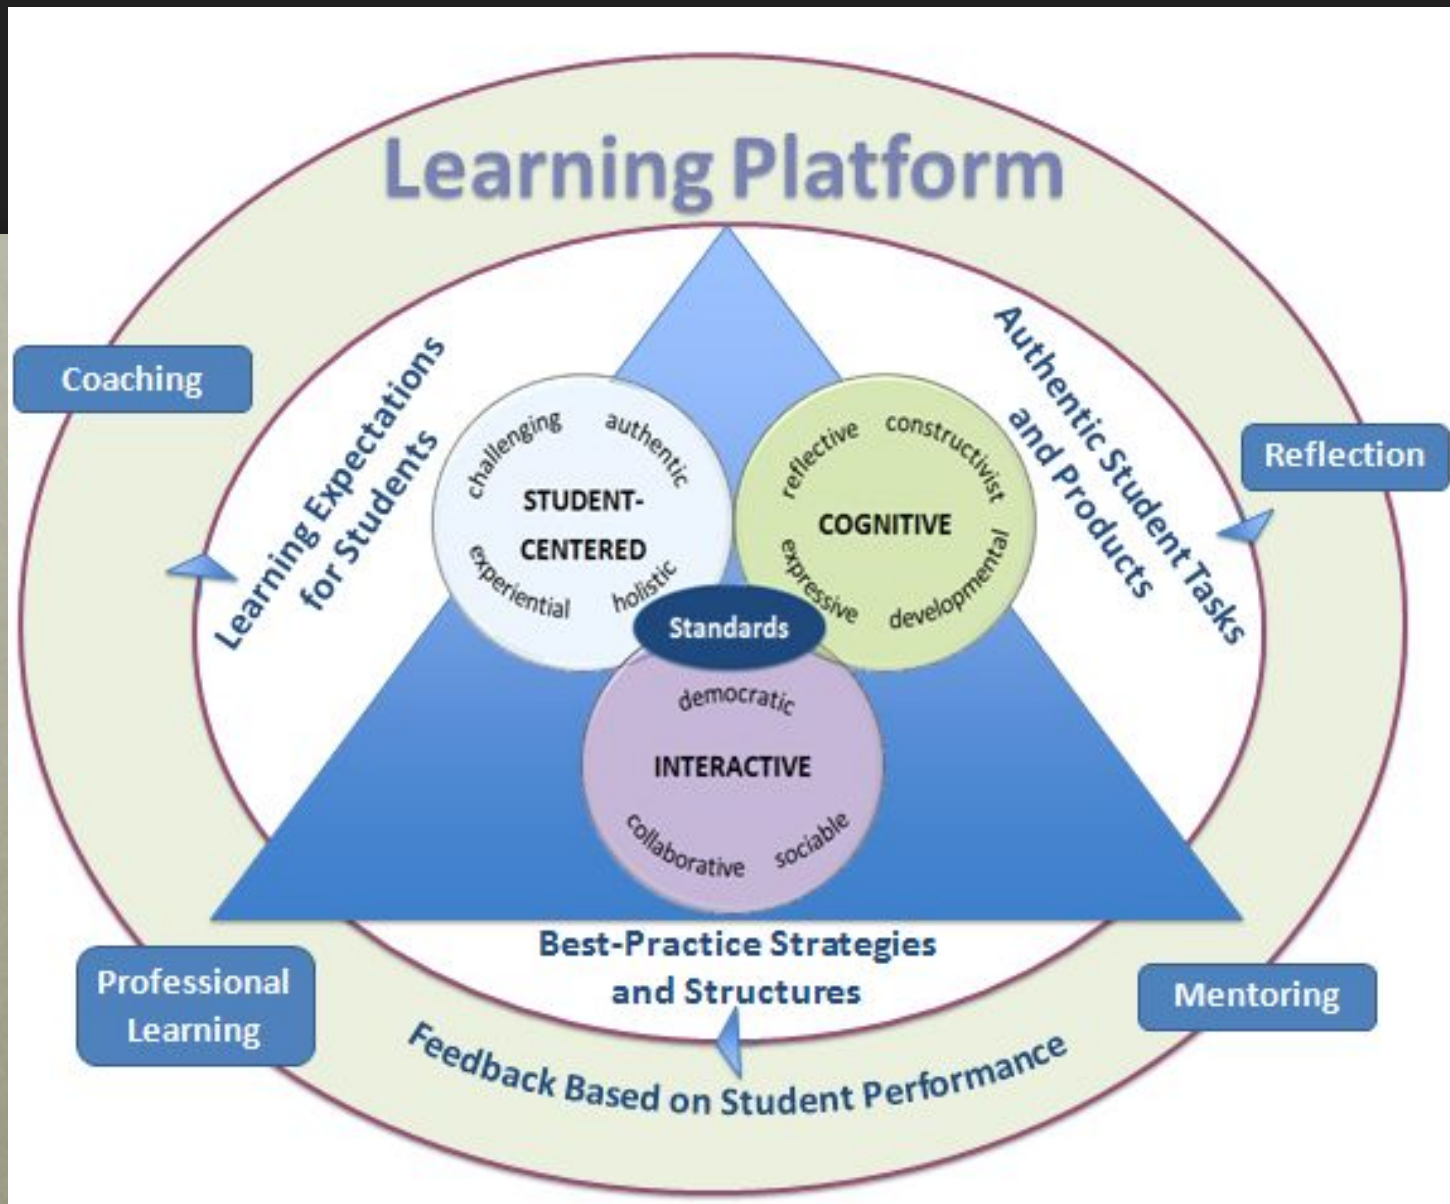 Learning Platform
Coaching
Learning Expectations
for Students
Authentic Student Tasks
and Products
Reflection
challenging
authentic
STUDENT-
CENTERED
experiential
holistic
reflective
constructivist
COGNITIVE
expressive
developmental
Standards
democratic
INTERACTIVE
collaborative
sociable
Best-Practice Strategies
and Structures
Professional
Learning
Mentoring
Feedback Based on Student Performance